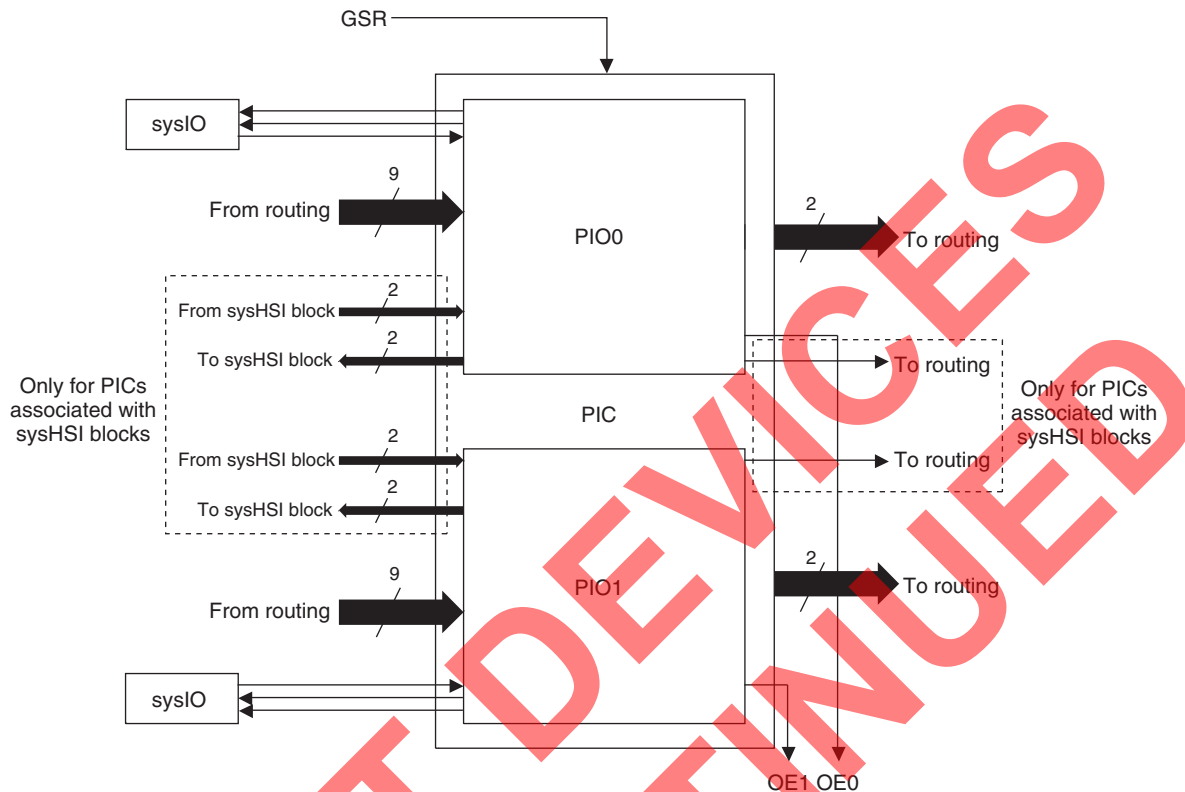 GSR
sysIO
9
From routing
PIO0
2
To routing
From sysHSI block
2
To sysHSI block
2
To routing
Only for PICs
associated with
sysHSI blocks
PIC
Only for PICs
associated with
sysHSI blocks
From sysHSI block
2
To routing
To sysHSI block
2
9
From routing
PIO1
2
To routing
sysIO
OE1 OE0
DEVICES